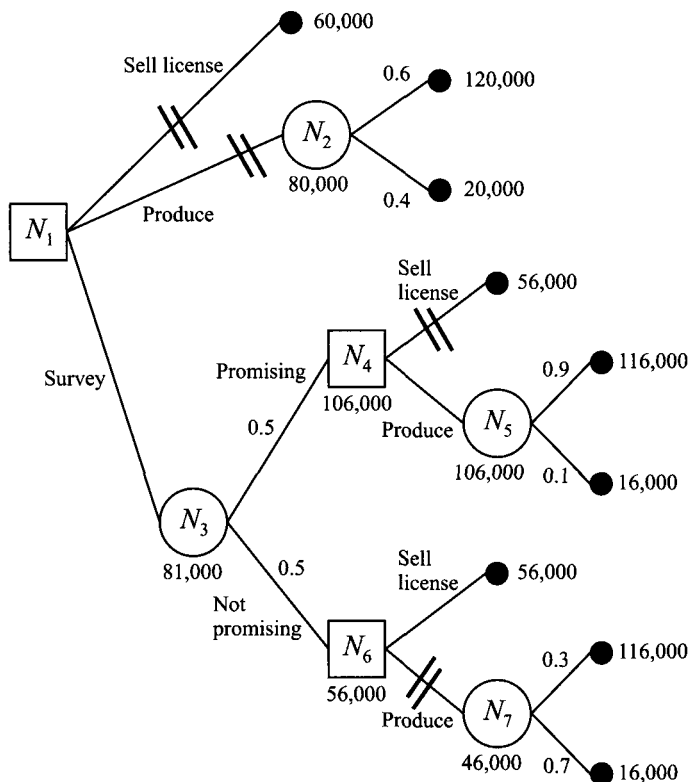 60,000
Sell license
0.6
120,000
N₂
80,000
0.4
20,000
Produce
N₁
Sell
license
56,000
N₄
106,000
Promising
0.9
116,000
Survey
Produce
N₅
106,000
0.1
16,000
0.5
N₃
81,000
0.5
Not
promising
Sell
license
56,000
N₆
56,000
0.3
116,000
Produce
N₇
46,000
0.7
16,000